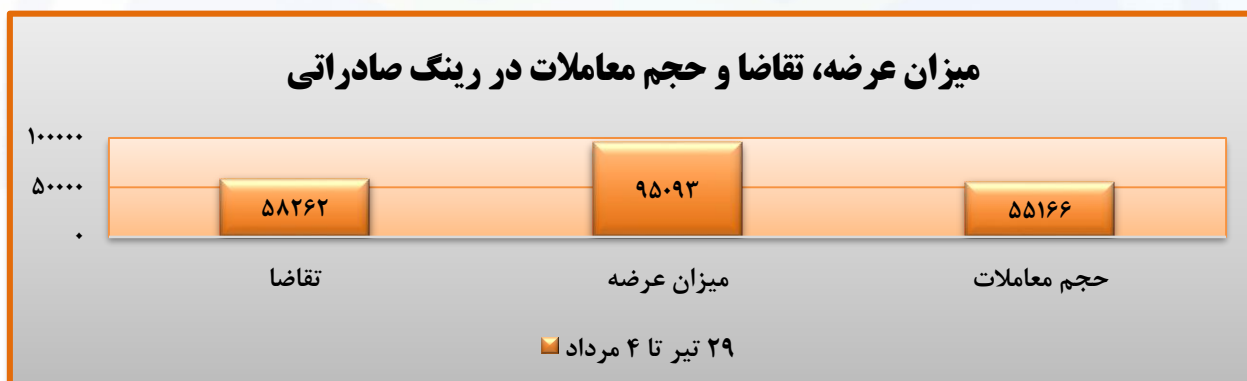 میزان عرضه، تقاضا و حجم معاملات در رینگ صادراتی
۱۰۰۰۰۰
۵۰۰۰۰
۰
۵۸۲۶۲
۹۵۰۹۳
۵۵۱۶۶
تقاضا
میزان عرضه
حجم معاملات
۲۹ تیر تا ۴ مرداد